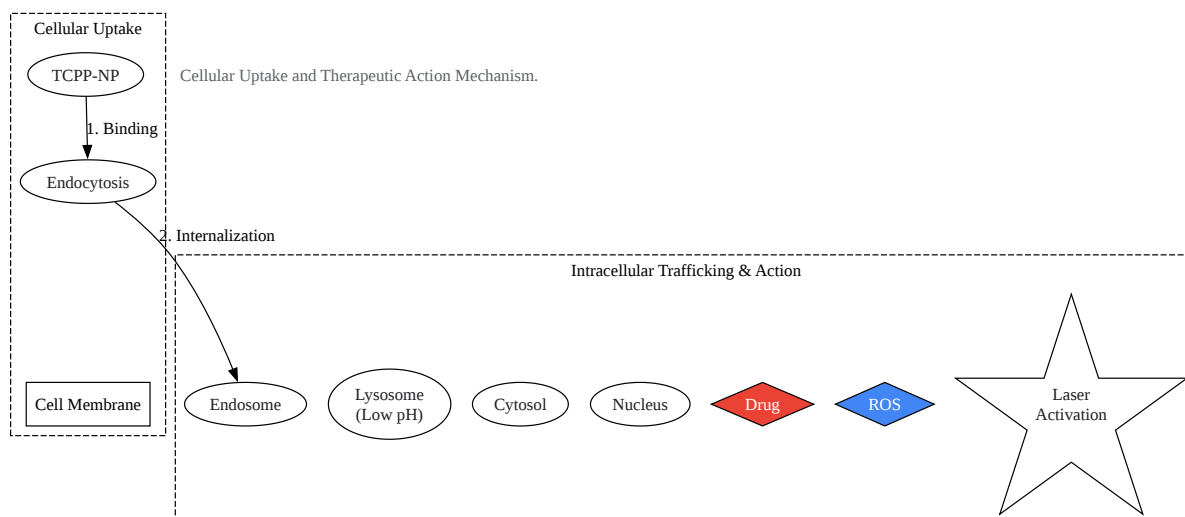 Cellular Uptake
TCPP-NP
Cellular Uptake and Therapeutic Action Mechanism.
1. Binding
Endocytosis
2. Internalization
Intracellular Trafficking & Action
Cell Membrane
Endosome
Lysosome
(Low pH)
Cytosol
Nucleus
Drug
ROS
Laser
Activation